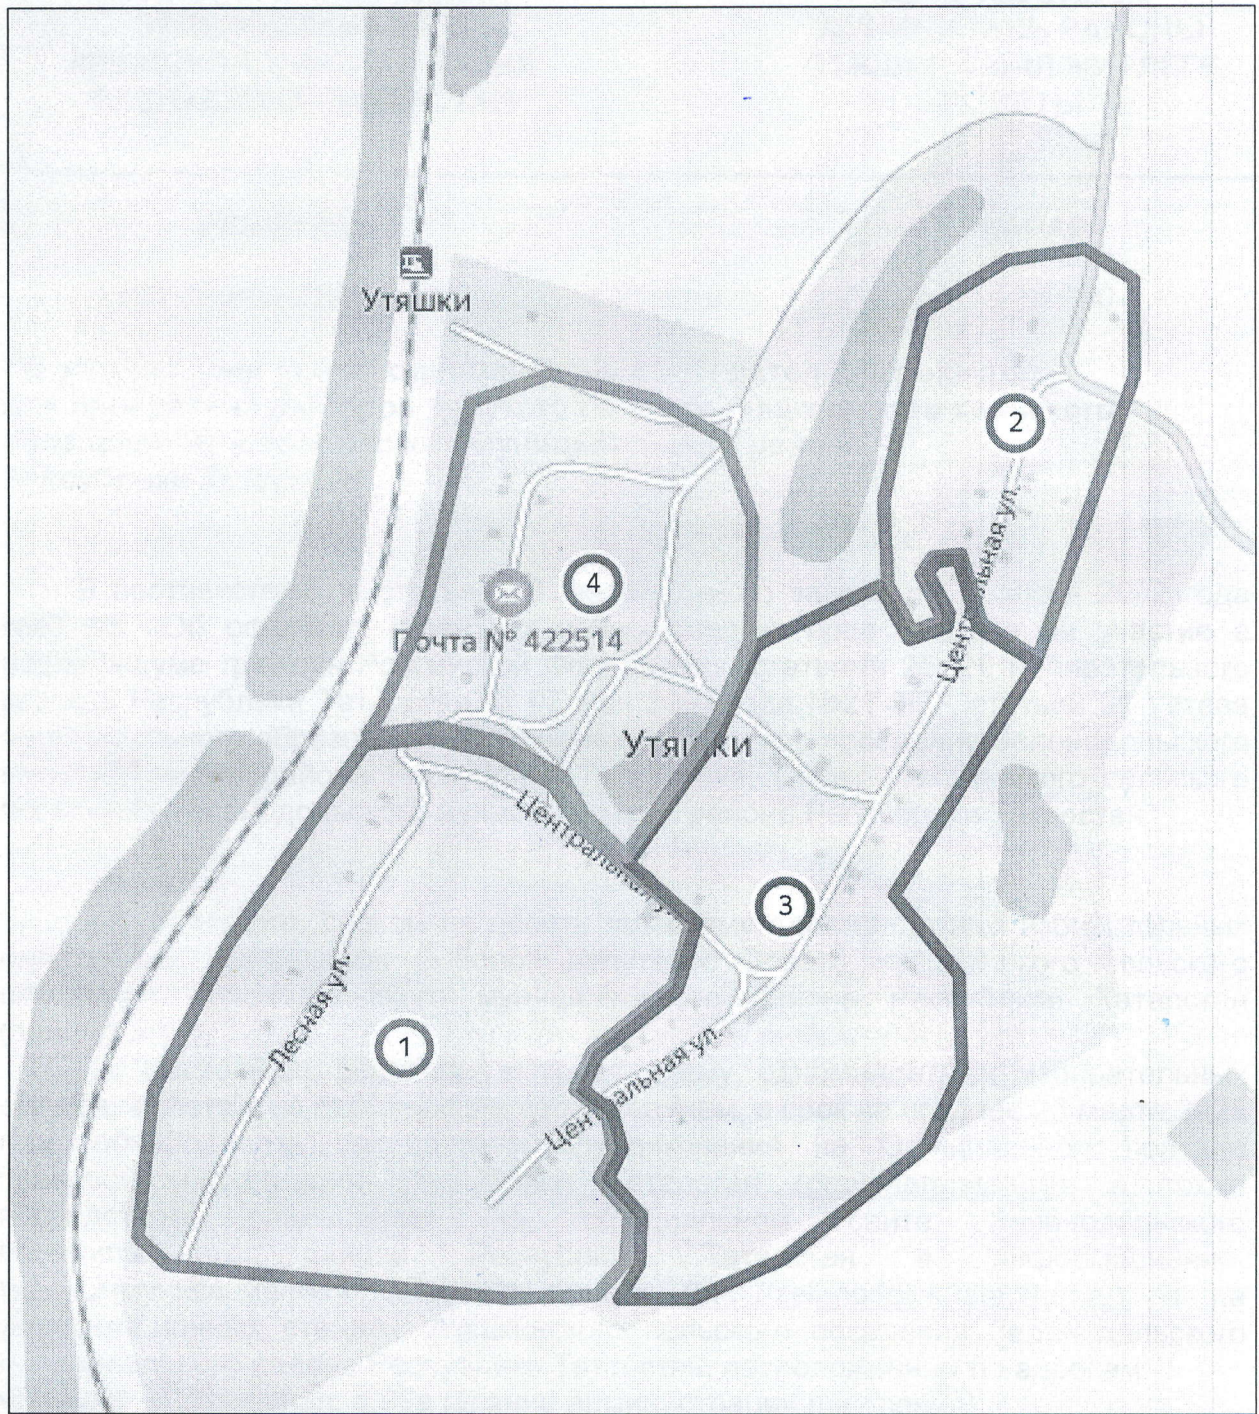 Утяшки
2
Центральная ул.
4
Почта № 422514
Утяшки
Центральная ул.
3
Лесная ул.
1
Центральная ул.